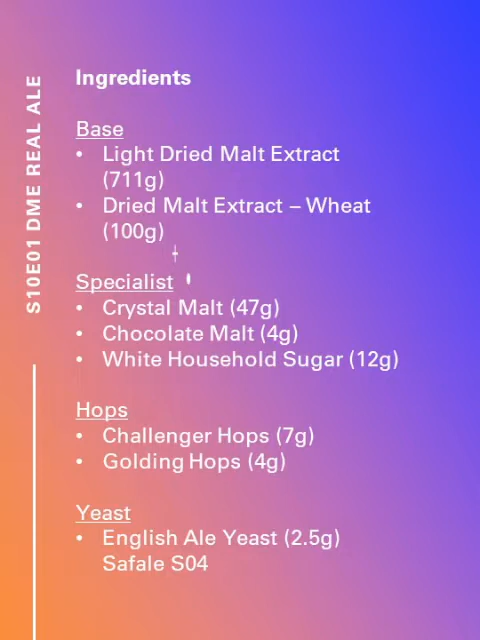 S10E01 DME REAL ALE
Ingredients
Base
• Light Dried Malt Extract
(711g)
• Dried Malt Extract – Wheat
(100g)
Specialist
• Crystal Malt (47g)
• Chocolate Malt (4g)
• White Household Sugar (12g)
Hops
• Challenger Hops (7g)
• Golding Hops (4g)
Yeast
• English Ale Yeast (2.5g)
Safale S04